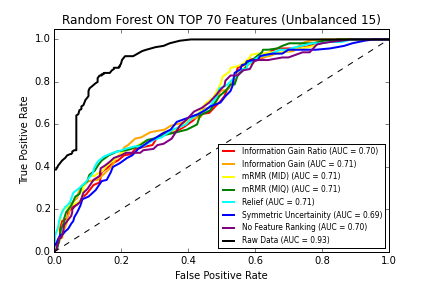 Random Forest ON TOP 70 Features (Unbalanced 15)
True Positive Rate
1.0
0.8
0.6
0.4
0.2
0.0
Information Gain Ratio (AUC = 0.70)
Information Gain (AUC = 0.71)
mRMR (MID) (AUC = 0.71)
mRMR (MIQ) (AUC = 0.71)
Relief (AUC = 0.71)
Symmetric Uncertainity (AUC = 0.69)
No Feature Ranking (AUC = 0.70)
Raw Data (AUC = 0.93)
0.0 0.2 0.4 0.6 0.8 1.0
False Positive Rate